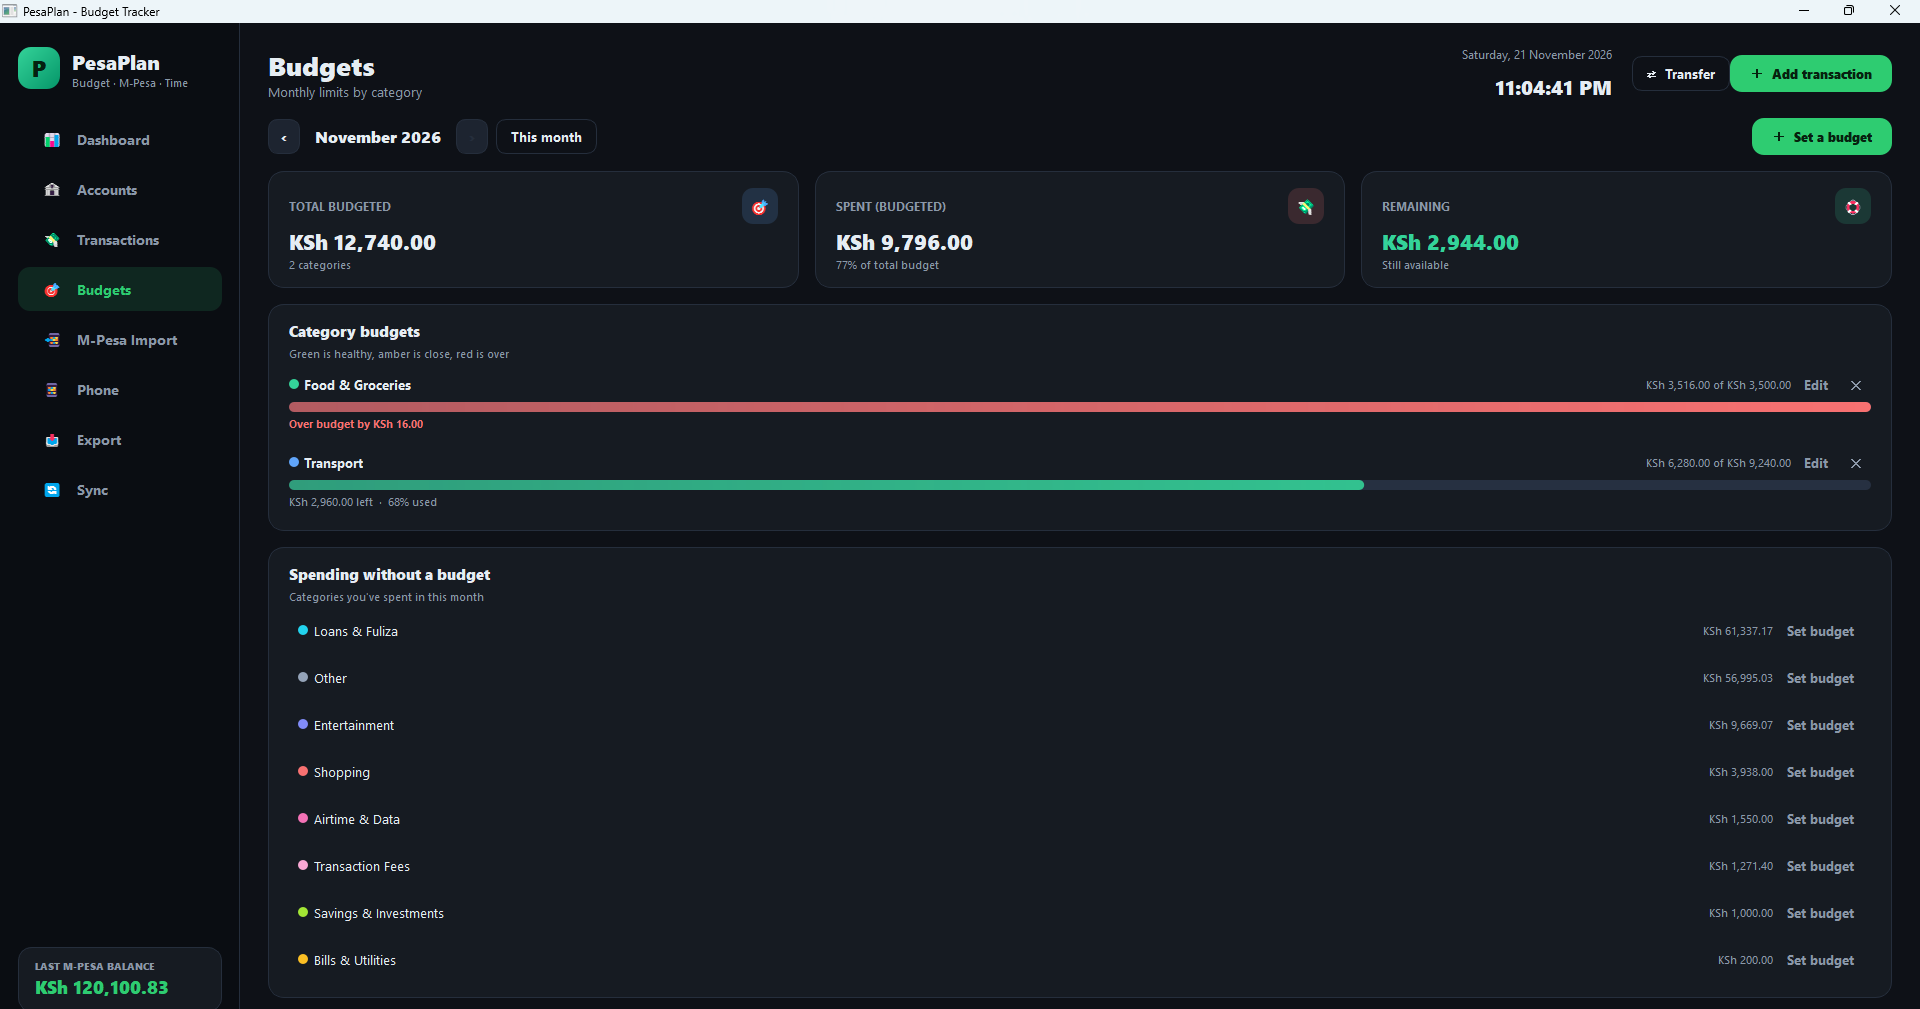 PesaPlan - Budget Tracker
P
PesaPlan
Budget · M-Pesa · Time
Dashboard
Accounts
Transactions
Budgets
M-Pesa Import
Phone
Export
Sync
LAST M-PESA BALANCE
KSh 120,100.83
Budgets
Monthly limits by category
Saturday, 21 November 2026
11:04:41 PM
⇄ Transfer
+ Add transaction
‹ November 2026 › This month
+ Set a budget
TOTAL BUDGETED
KSh 12,740.00
2 categories
SPENT (BUDGETED)
KSh 9,796.00
77% of total budget
REMAINING
KSh 2,944.00
Still available
Category budgets
Green is healthy, amber is close, red is over
Food & Groceries KSh 3,516.00 of KSh 3,500.00 Edit ×
Over budget by KSh 16.00
Transport KSh 6,280.00 of KSh 9,240.00 Edit ×
KSh 2,960.00 left · 68% used
Spending without a budget
Categories you've spent in this month
Loans & Fuliza KSh 61,337.17 Set budget
Other KSh 56,995.03 Set budget
Entertainment KSh 9,669.07 Set budget
Shopping KSh 3,938.00 Set budget
Airtime & Data KSh 1,550.00 Set budget
Transaction Fees KSh 1,271.40 Set budget
Savings & Investments KSh 1,000.00 Set budget
Bills & Utilities KSh 200.00 Set budget